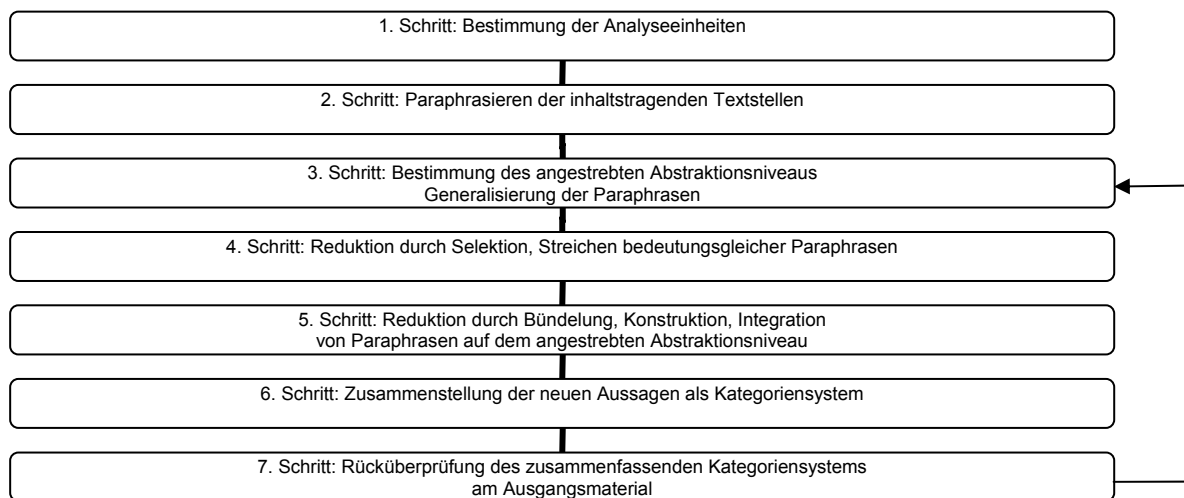 1. Schritt: Bestimmung der Analyseeinheiten
2. Schritt: Paraphrasieren der inhaltstragenden Textstellen
3. Schritt: Bestimmung des angestrebten Abstraktionsniveaus
Generalisierung der Paraphrasen
4. Schritt: Reduktion durch Selektion, Streichen bedeutungsgleicher Paraphrasen
5. Schritt: Reduktion durch Bündelung, Konstruktion, Integration
von Paraphrasen auf dem angestrebten Abstraktionsniveau
6. Schritt: Zusammenstellung der neuen Aussagen als Kategoriensystem
7. Schritt: Rücküberprüfung des zusammenfassenden Kategoriensystems
am Ausgangsmaterial